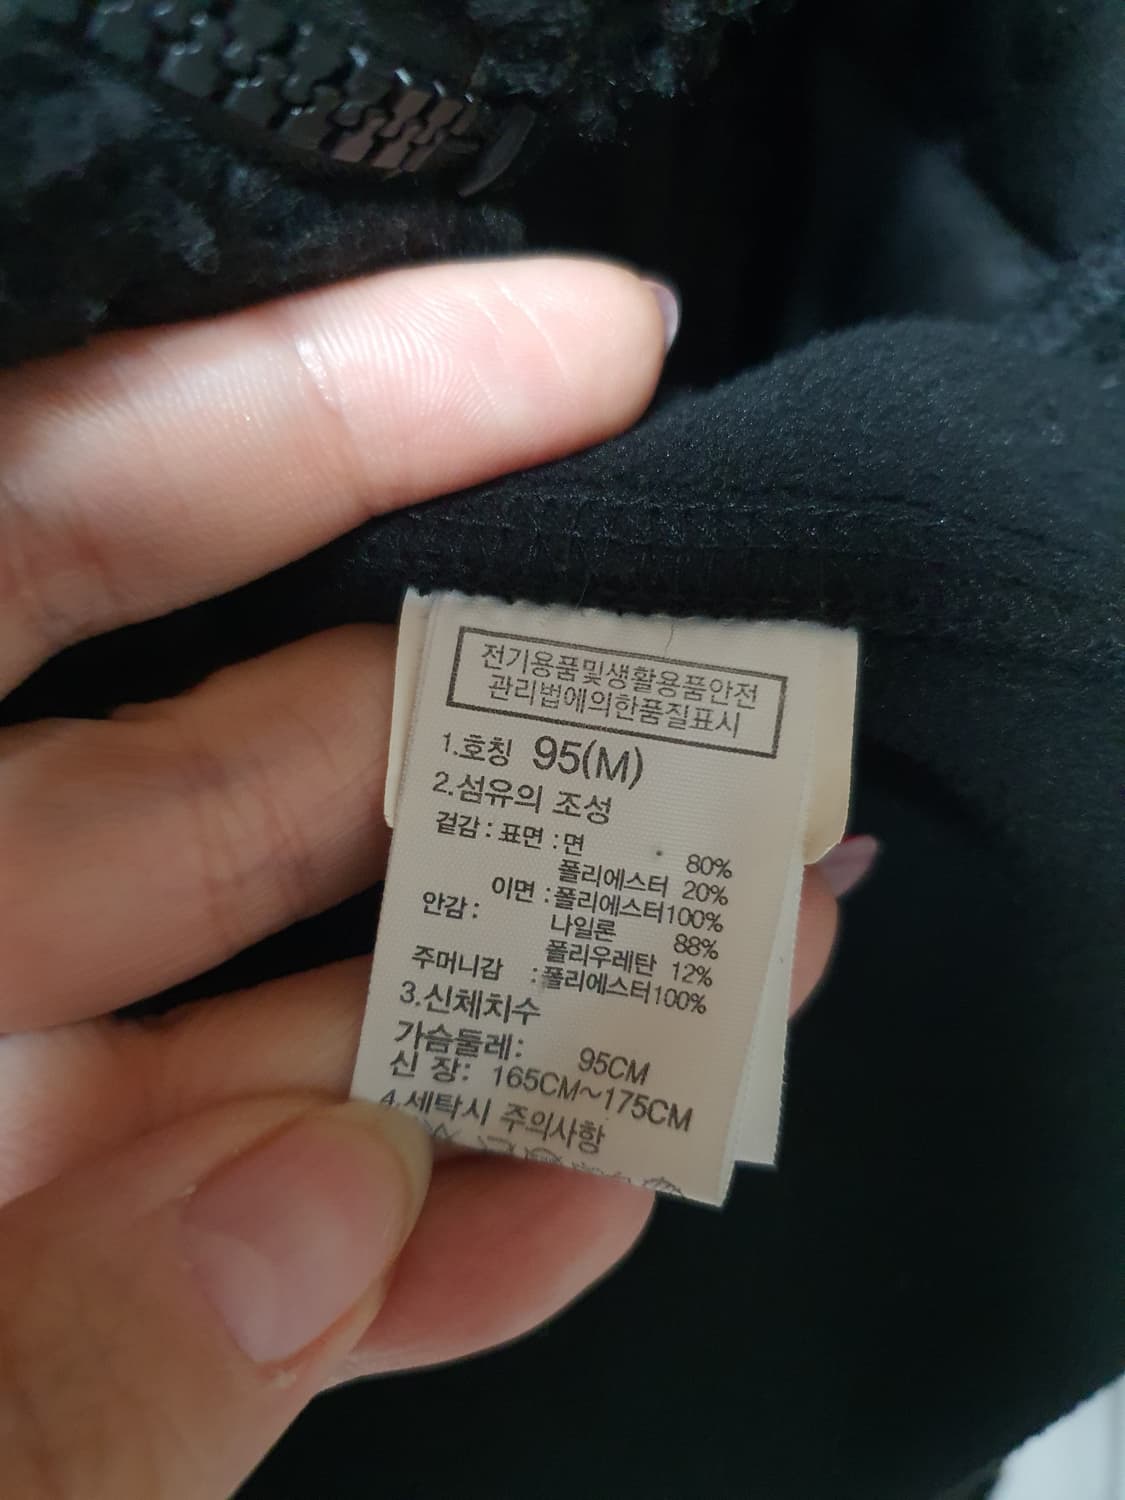 전기용품및생활용품안전
관리법에의한품질표시
1.호칭 95(M)
2.섬유의 조성
겉감 : 표면 : 면 80%
폴리에스터 20%
이면 : 폴리에스터100%
안감 : 나일론 88%
폴리우레탄 12%
주머니감 : 폴리에스터100%
3.신체치수
가슴둘레: 95CM
신 장: 165CM~175CM
4.세탁시 주의사항